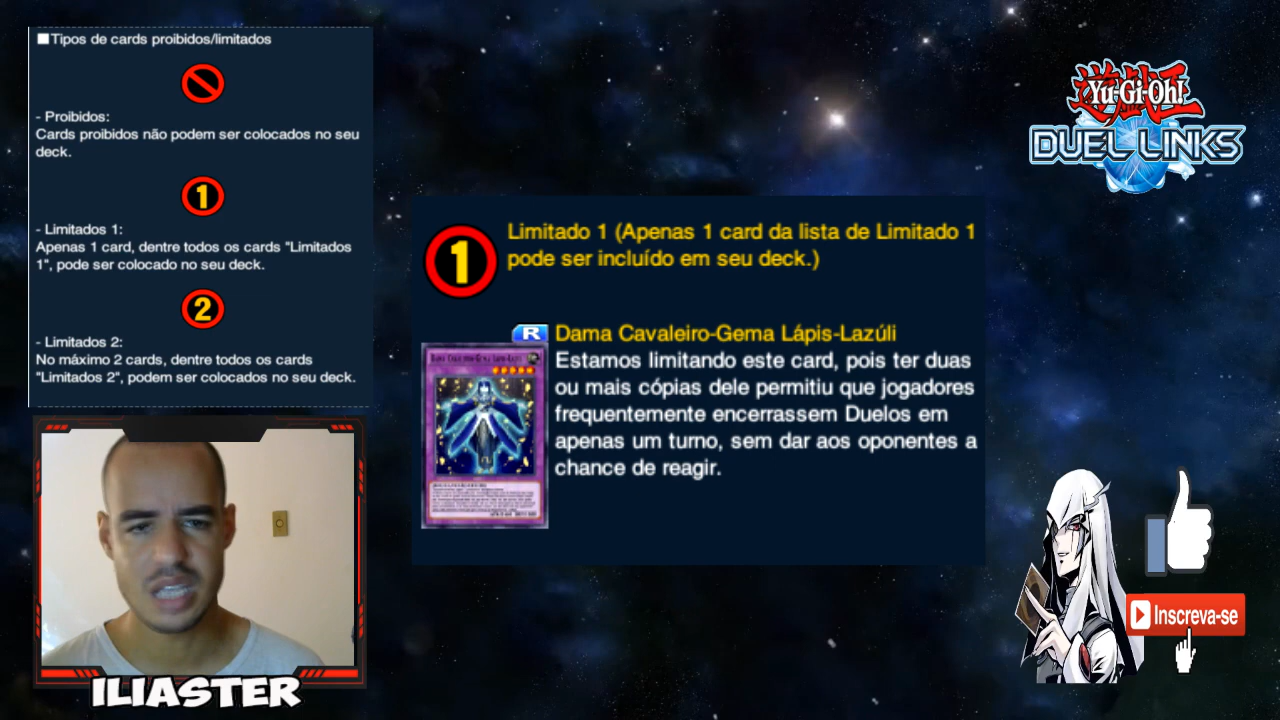 ■Tipos de cards proibidos/limitados
- Proibidos:
Cards proibidos não podem ser colocados no seu
deck.
1
- Limitados 1:
Apenas 1 card, dentre todos os cards "Limitados
1", pode ser colocado no seu deck.
2
- Limitados 2:
No máximo 2 cards, dentre todos os cards
"Limitados 2", podem ser colocados no seu deck.
ILIASTER
1
Limitado 1 (Apenas 1 card da lista de Limitado 1
pode ser incluído em seu deck.)
R
Dama Cavaleiro-Gema Lápis-Lazúli
Estamos limitando este card, pois ter duas
ou mais cópias dele permitiu que jogadores
frequentemente encerrassem Duelos em
apenas um turno, sem dar aos oponentes a
chance de reagir.
Yu-Gi-Oh!
DUEL LINKS
Inscreva-se